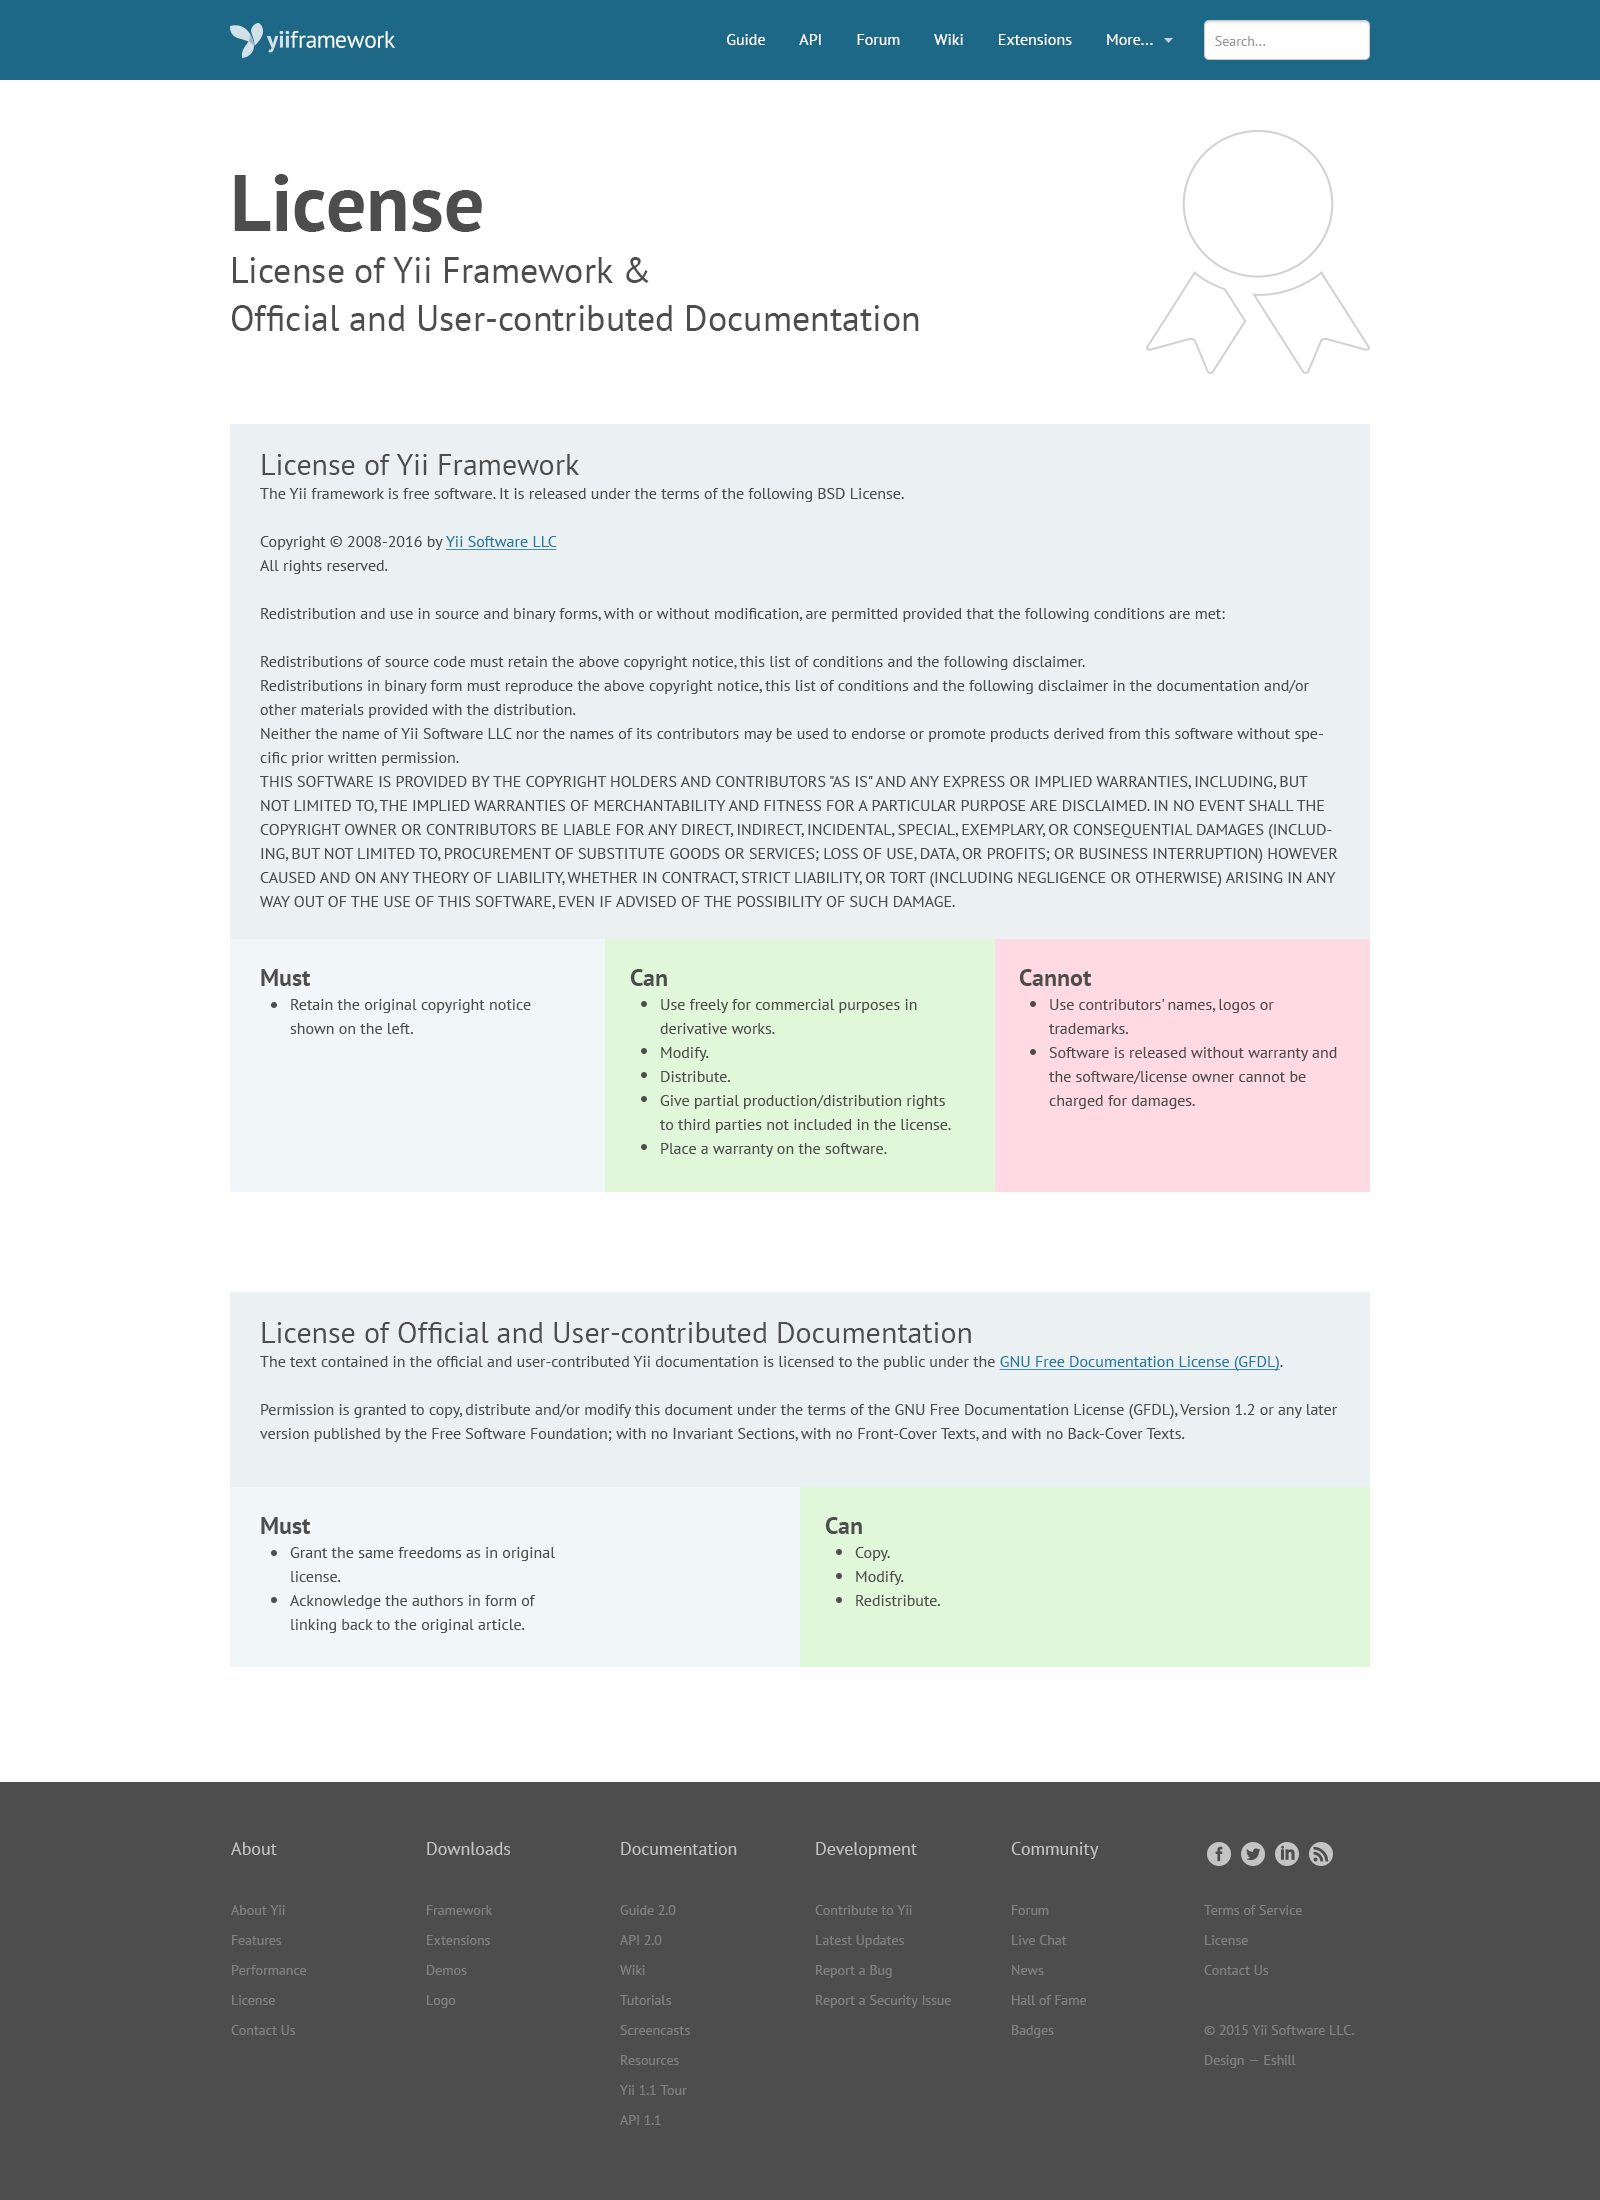 yiiframework
Guide
API
Forum
Wiki
Extensions
More...
Search...
License
License of Yii Framework &
Official and User-contributed Documentation
License of Yii Framework
The Yii framework is free software. It is released under the terms of the following BSD License.
Copyright © 2008-2016 by Yii Software LLC
All rights reserved.
Redistribution and use in source and binary forms, with or without modification, are permitted provided that the following conditions are met:
Redistributions of source code must retain the above copyright notice, this list of conditions and the following disclaimer.
Redistributions in binary form must reproduce the above copyright notice, this list of conditions and the following disclaimer in the documentation and/or
other materials provided with the distribution.
Neither the name of Yii Software LLC nor the names of its contributors may be used to endorse or promote products derived from this software without spe-
cific prior written permission.
THIS SOFTWARE IS PROVIDED BY THE COPYRIGHT HOLDERS AND CONTRIBUTORS "AS IS" AND ANY EXPRESS OR IMPLIED WARRANTIES, INCLUDING, BUT
NOT LIMITED TO, THE IMPLIED WARRANTIES OF MERCHANTABILITY AND FITNESS FOR A PARTICULAR PURPOSE ARE DISCLAIMED. IN NO EVENT SHALL THE
COPYRIGHT OWNER OR CONTRIBUTORS BE LIABLE FOR ANY DIRECT, INDIRECT, INCIDENTAL, SPECIAL, EXEMPLARY, OR CONSEQUENTIAL DAMAGES (INCLUD-
ING, BUT NOT LIMITED TO, PROCUREMENT OF SUBSTITUTE GOODS OR SERVICES; LOSS OF USE, DATA, OR PROFITS; OR BUSINESS INTERRUPTION) HOWEVER
CAUSED AND ON ANY THEORY OF LIABILITY, WHETHER IN CONTRACT, STRICT LIABILITY, OR TORT (INCLUDING NEGLIGENCE OR OTHERWISE) ARISING IN ANY
WAY OUT OF THE USE OF THIS SOFTWARE, EVEN IF ADVISED OF THE POSSIBILITY OF SUCH DAMAGE.
Must
• Retain the original copyright notice
shown on the left.
Can
• Use freely for commercial purposes in
derivative works.
• Modify.
• Distribute.
• Give partial production/distribution rights
to third parties not included in the license.
• Place a warranty on the software.
Cannot
• Use contributors' names, logos or
trademarks.
• Software is released without warranty and
the software/license owner cannot be
charged for damages.
License of Official and User-contributed Documentation
The text contained in the official and user-contributed Yii documentation is licensed to the public under the GNU Free Documentation License (GFDL).
Permission is granted to copy, distribute and/or modify this document under the terms of the GNU Free Documentation License (GFDL), Version 1.2 or any later
version published by the Free Software Foundation; with no Invariant Sections, with no Front-Cover Texts, and with no Back-Cover Texts.
Must
• Grant the same freedoms as in original
license.
• Acknowledge the authors in form of
linking back to the original article.
Can
• Copy.
• Modify.
• Redistribute.
About
About Yii
Features
Performance
License
Contact Us
Downloads
Framework
Extensions
Demos
Logo
Documentation
Guide 2.0
API 2.0
Wiki
Tutorials
Screencasts
Resources
Yii 1.1 Tour
API 1.1
Development
Contribute to Yii
Latest Updates
Report a Bug
Report a Security Issue
Community
Forum
Live Chat
News
Hall of Fame
Badges
Terms of Service
License
Contact Us
© 2015 Yii Software LLC.
Design — Eshill